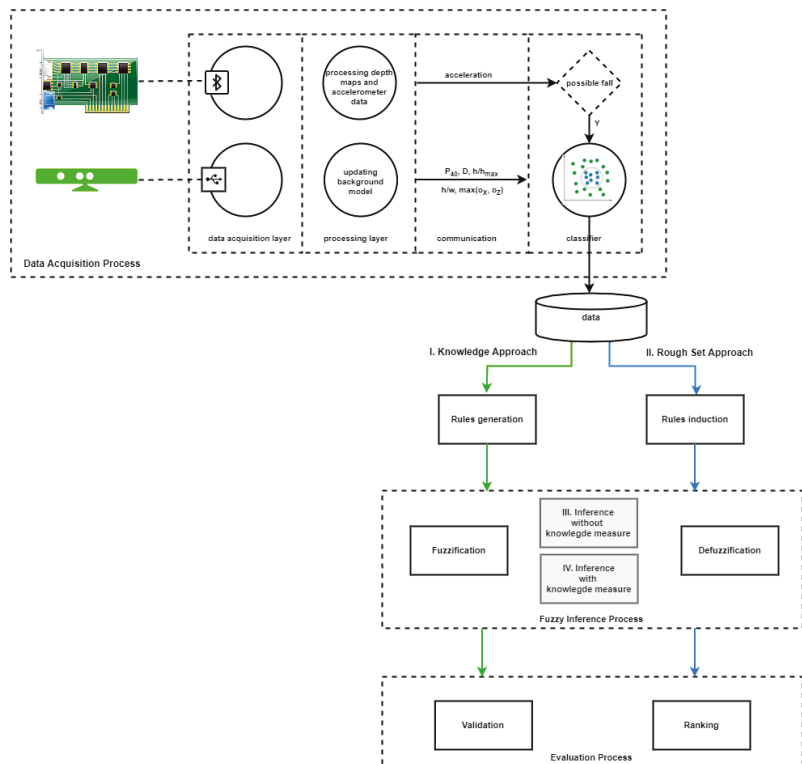 processing depth
maps and
accelerometer
data
acceleration
possible fall
Y
updating
background
model
P40, D, h/hmax
h/w, max(σX, σZ)
data acquisition layer
processing layer
communication
classifier
Data Acquisition Process
data
I. Knowledge Approach
II. Rough Set Approach
Rules generation
Rules induction
III. Inference
without
knowlegde measure
Fuzzification
Defuzzification
IV. Inference
with
knowlegde measure
Fuzzy Inference Process
Validation
Ranking
Evaluation Process